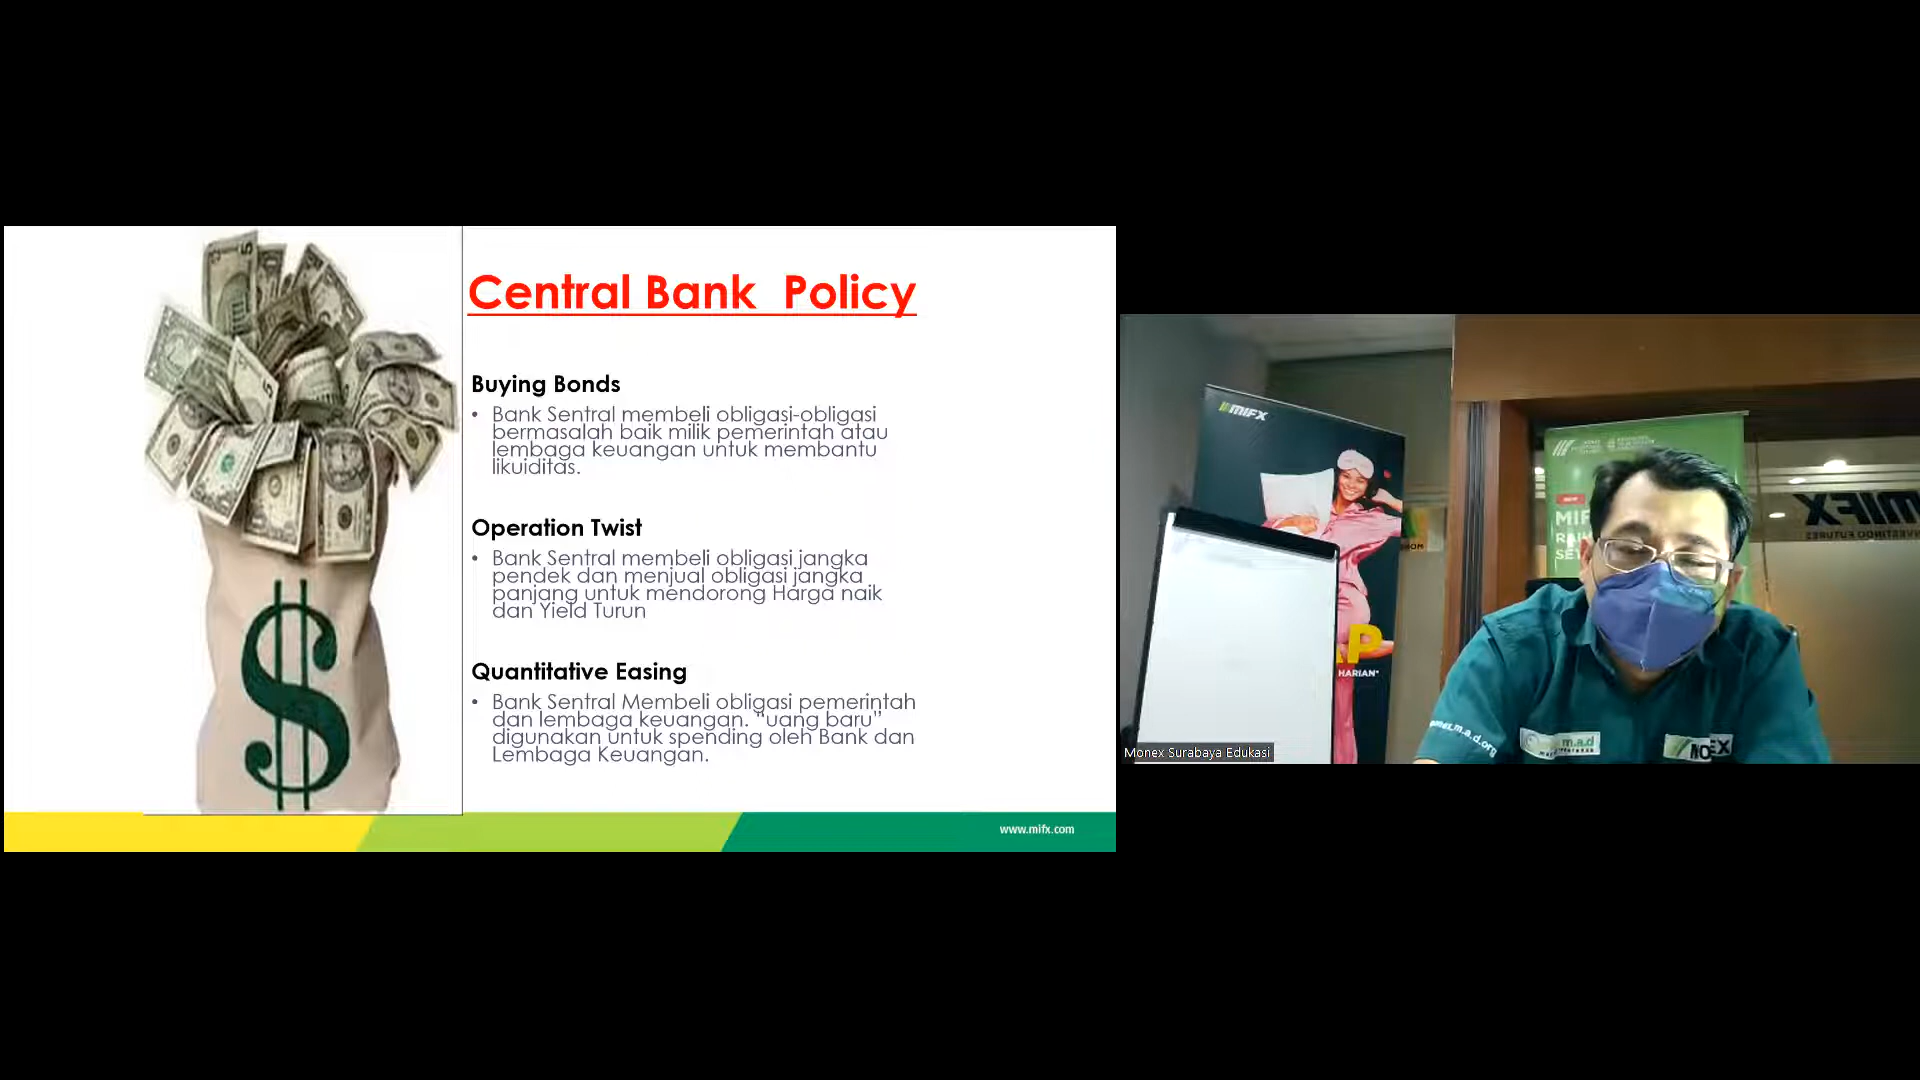 Central Bank  Policy
Buying Bonds
• Bank Sentral membeli obligasi-obligasi
bermasalah baik milik pemerintah atau
lembaga keuangan untuk membantu
likuiditas.
Operation Twist
• Bank Sentral membeli obligasi jangka
pendek dan menjual obligasi jangka
panjang untuk mendorong Harga naik
dan Yield Turun
Quantitative Easing
• Bank Sentral Membeli obligasi pemerintah
dan lembaga keuangan. “uang baru”
digunakan untuk spending oleh Bank dan
Lembaga Keuangan.
www.mifx.com
$
MIFX
HARIAN*
MIFX
m.a.d
MONEX
Monex Surabaya Edukasi